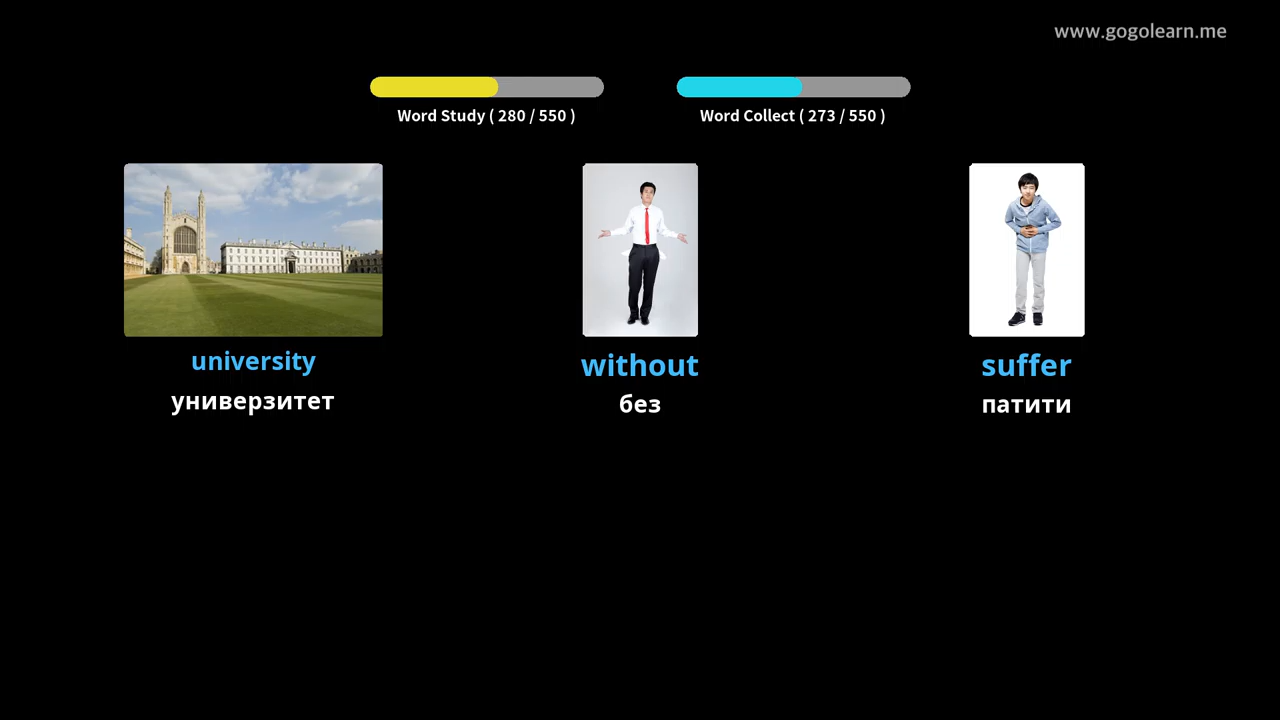 www.gogolearn.me
Word Study ( 280 / 550 )
Word Collect ( 273 / 550 )
university
without
suffer
универзитет
без
патити